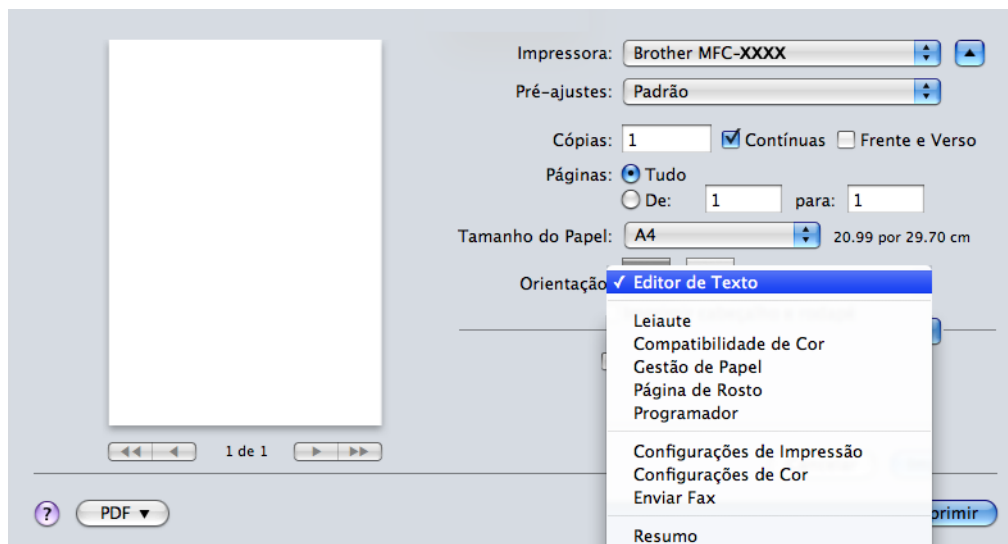 Impressora: Brother MFC-XXXX
Pré-ajustes: Padrão
Cópias: 1 Contínuas Frente e Verso
Páginas: Tudo
De: 1 para: 1
Tamanho do Papel: A4 20.99 por 29.70 cm
Orientação
✓ Editor de Texto
Leiaute
Compatibilidade de Cor
Gestão de Papel
Página de Rosto
Programador
Configurações de Impressão
Configurações de Cor
Enviar Fax
Resumo
1 de 1
? PDF ▼
primir